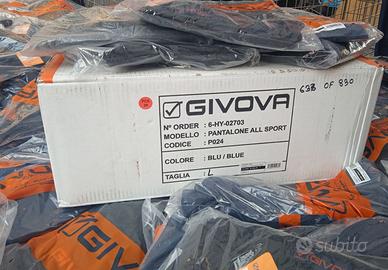 GIVOVA
638 OF 830
N° ORDER : 6-HY-02703
MODELLO : PANTALONE ALL SPORT
CODICE : P024
COLORE : BLU / BLUE
TAGLIA : L
GIVOVA
subito